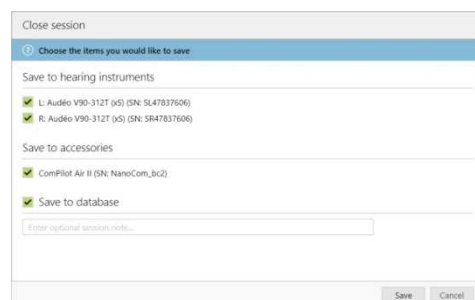 Close session
Choose the items you would like to save
Save to hearing instruments
L: Audéo V90-312T (xS) (SN: SL47837606)
R: Audéo V90-312T (xS) (SN: SR47837606)
Save to accessories
ComPilot Air II (SN: NanoCom_bc2)
Save to database
Enter optional session note...
Save Cancel